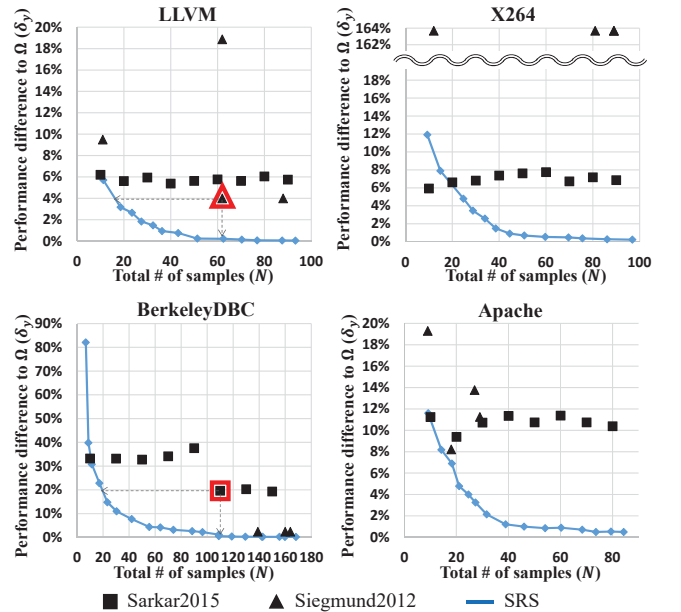 LLVM
Performance difference to Ω (δy)
20%
18%
16%
14%
12%
10%
8%
6%
4%
2%
0%
0 20 40 60 80 100
Total # of samples (N)
X264
Performance difference to Ω (δy)
164%
162%
18%
16%
14%
12%
10%
8%
6%
4%
2%
0%
0 20 40 60 80 100
Total # of samples (N)
BerkeleyDBC
Performance difference to Ω (δy)
90%
80%
70%
60%
50%
40%
30%
20%
10%
0%
0 20 40 60 80 100 120 140 160 180
Total # of samples (N)
Apache
Performance difference to Ω (δy)
20%
18%
16%
14%
12%
10%
8%
6%
4%
2%
0%
0 20 40 60 80
Total # of samples (N)
Sarkar2015 Siegmund2012 SRS